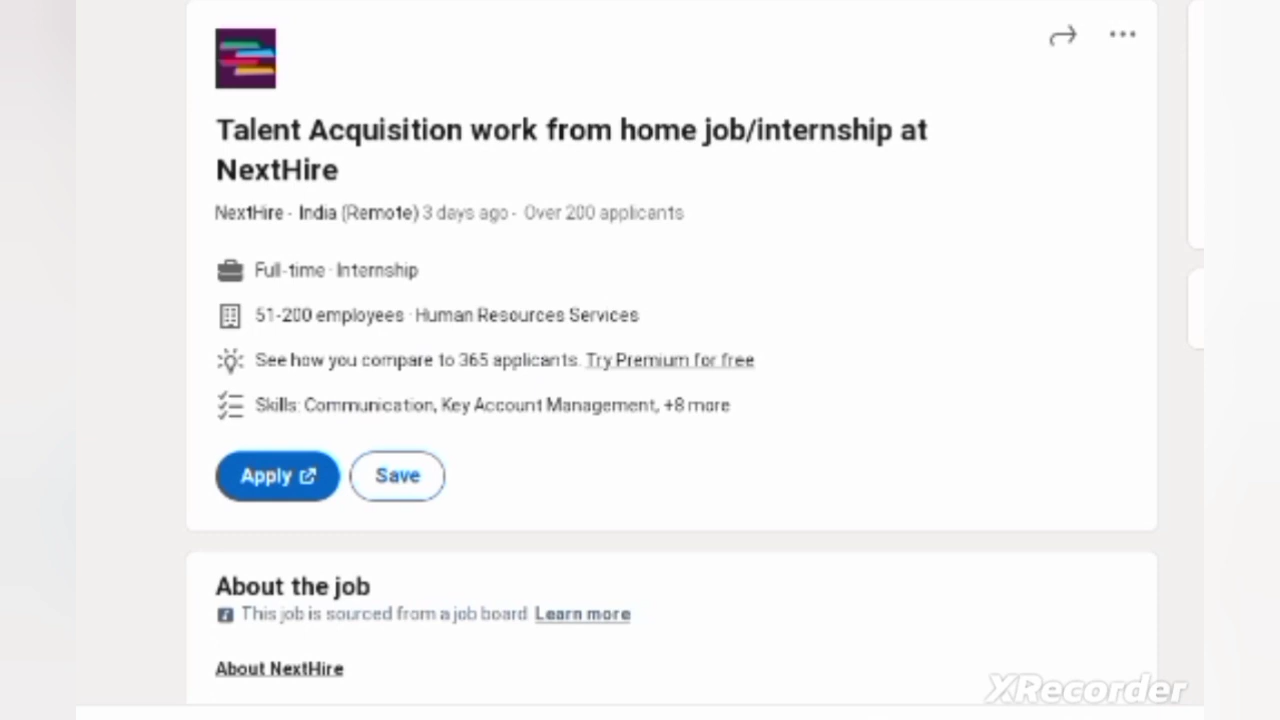 Talent Acquisition work from home job/internship at
NextHire
NextHire · India (Remote) 3 days ago · Over 200 applicants
Full-time · Internship
51-200 employees · Human Resources Services
See how you compare to 365 applicants. Try Premium for free
Skills: Communication, Key Account Management, +8 more
Apply Save
About the job
This job is sourced from a job board. Learn more
About NextHire
XRecorder